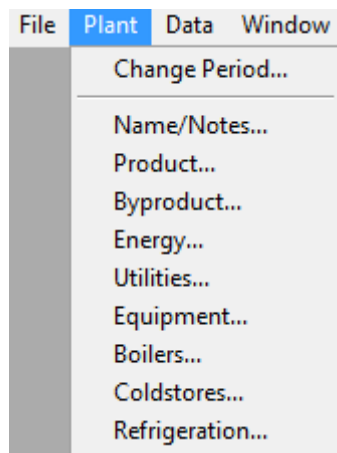 File Plant Data Window
Change Period...
Name/Notes...
Product...
Byproduct...
Energy...
Utilities...
Equipment...
Boilers...
Coldstores...
Refrigeration...